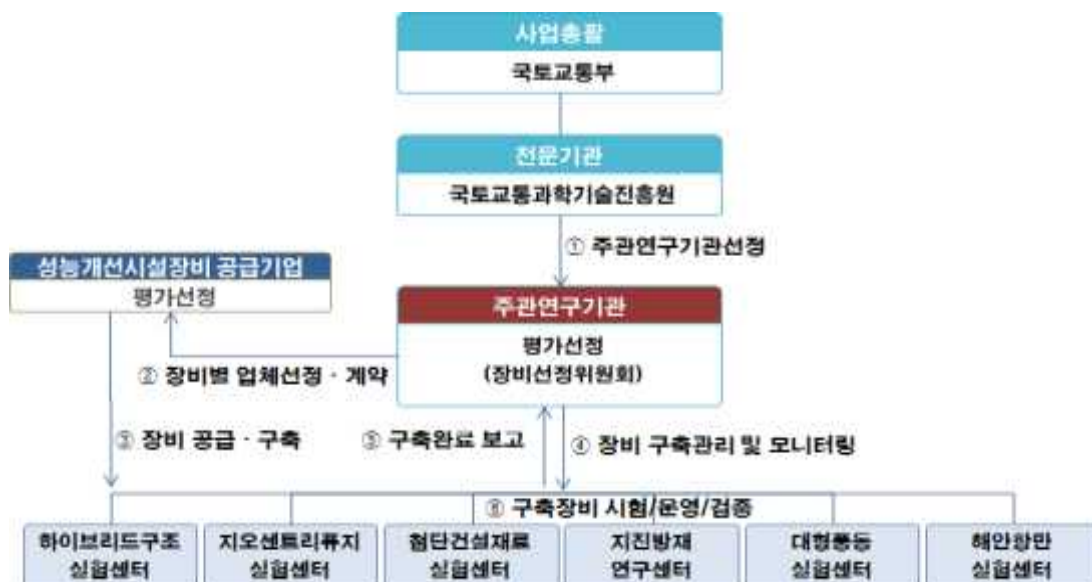 사업총괄
국토교통부
전문기관
국토교통과학기술진흥원
① 주관연구기관선정
성능개선시설장비 공급기업
평가선정
주관연구기관
평가선정
(장비선정위원회)
② 장비별 업체선정 · 계약
③ 장비 공급 · 구축
⑤ 구축완료 보고
④ 장비 구축관리 및 모니터링
⑥ 구축장비 시험/운영/검증
하이브리드구조
실험센터
지오센트리퓨지
실험센터
첨단건설재료
실험센터
지진방재
연구센터
대형풍동
실험센터
해안항만
실험센터